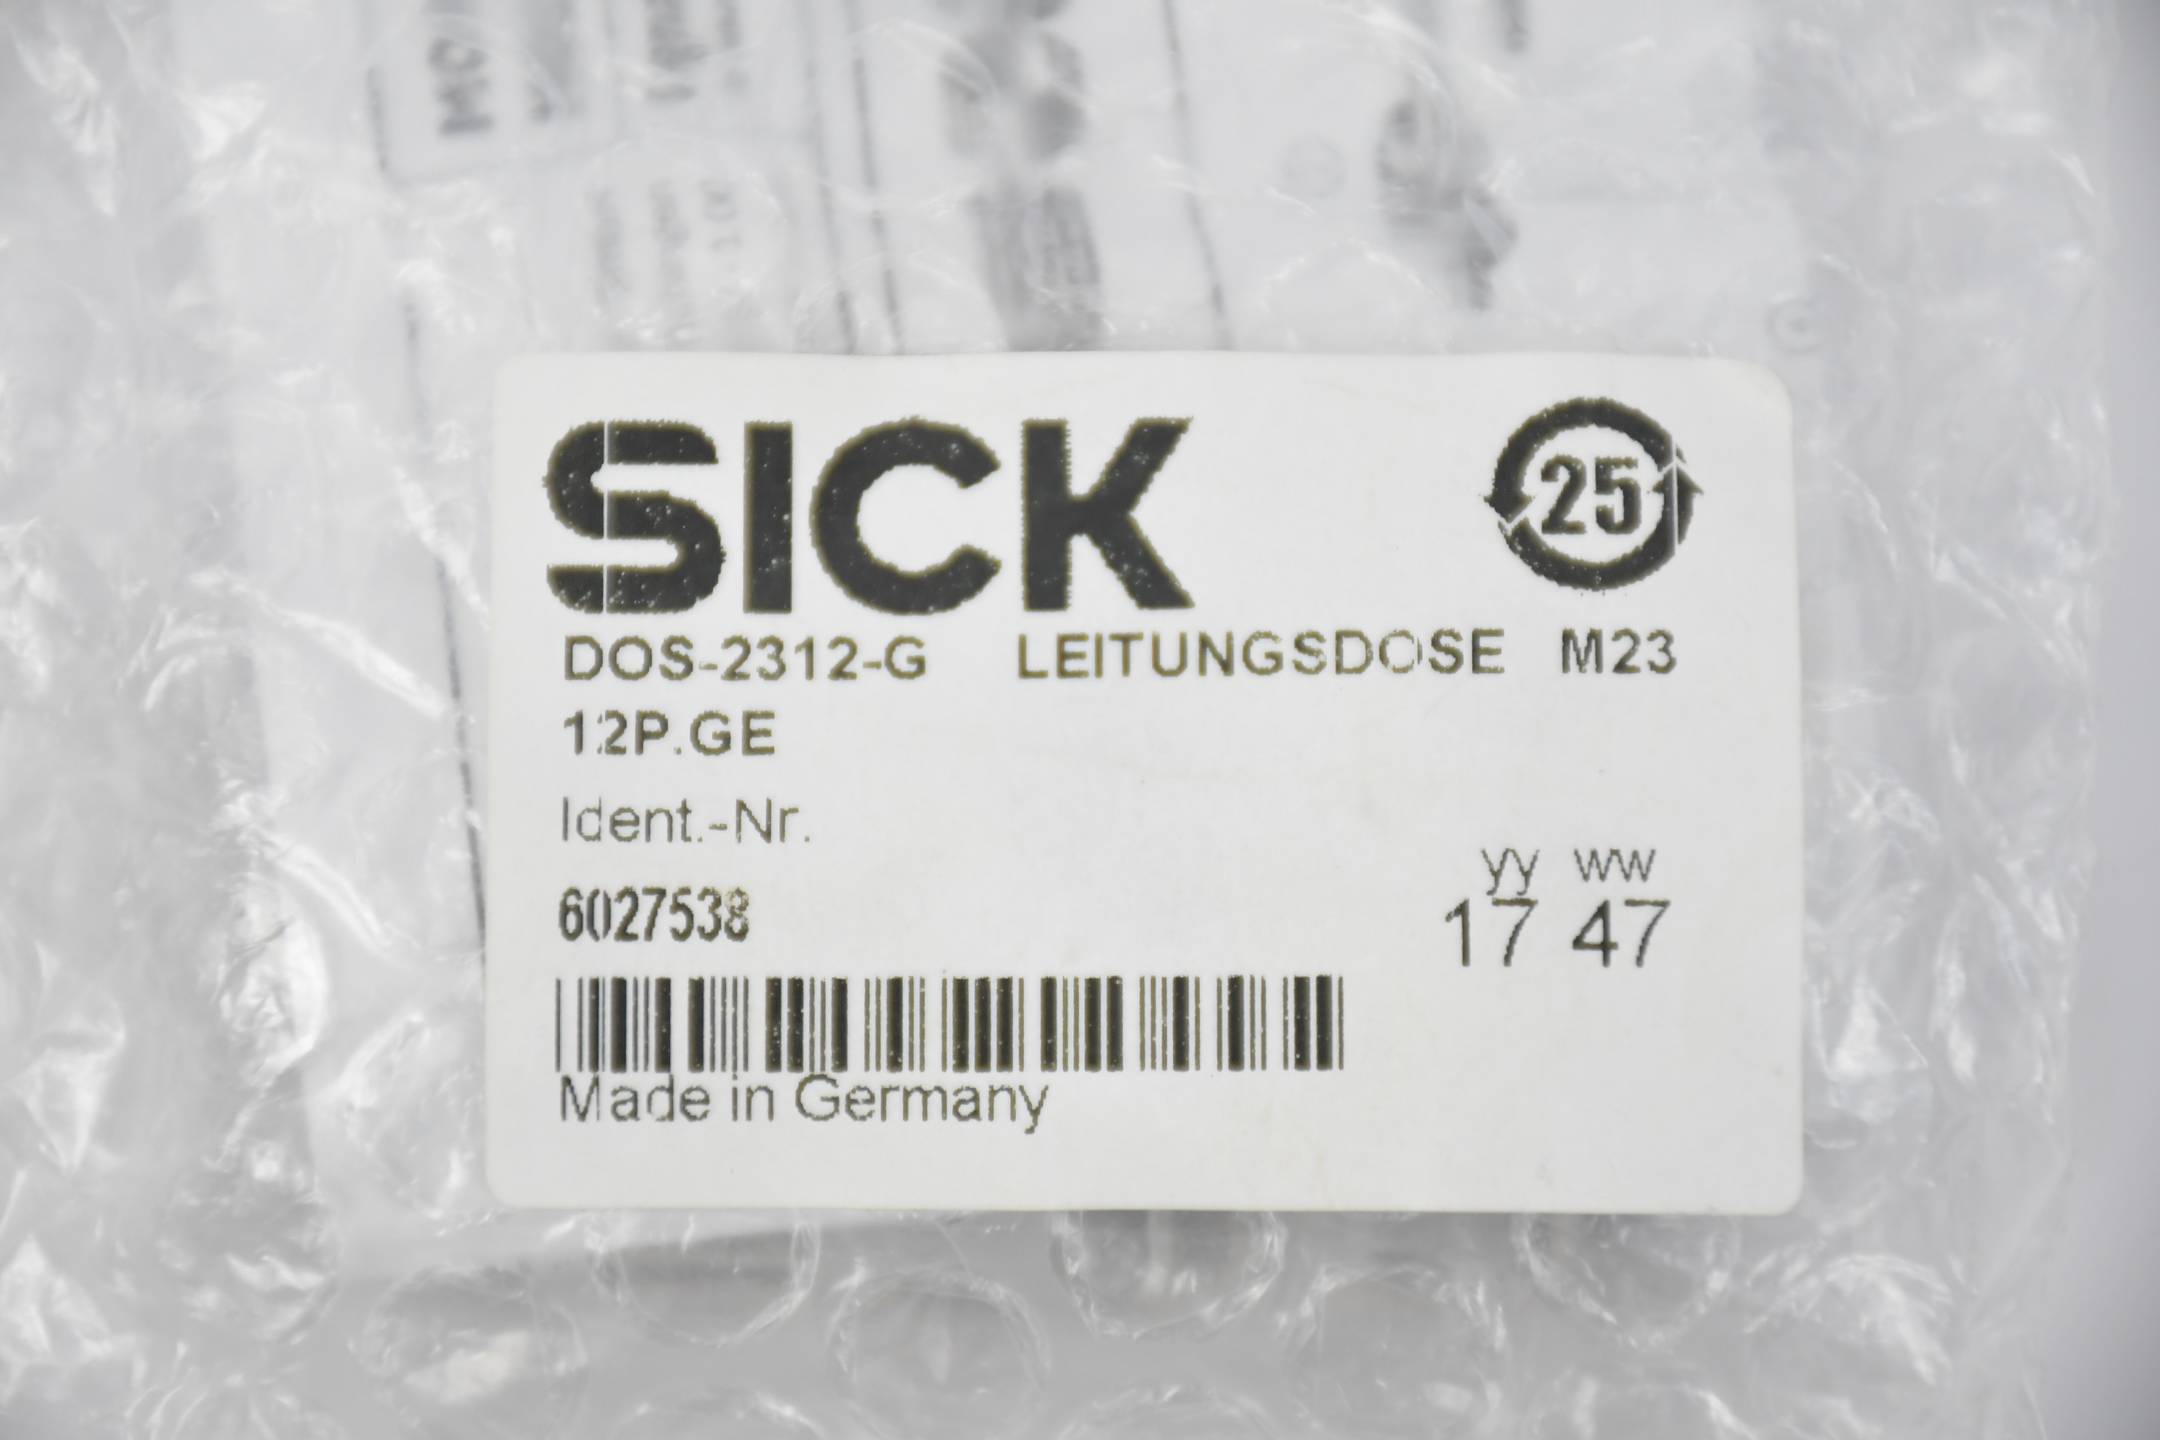 SICK
25
DOS-2312-G LEITUNGSDOSE M23
12P.GE
Ident.-Nr.
yy ww
6027538
17 47
Made in Germany